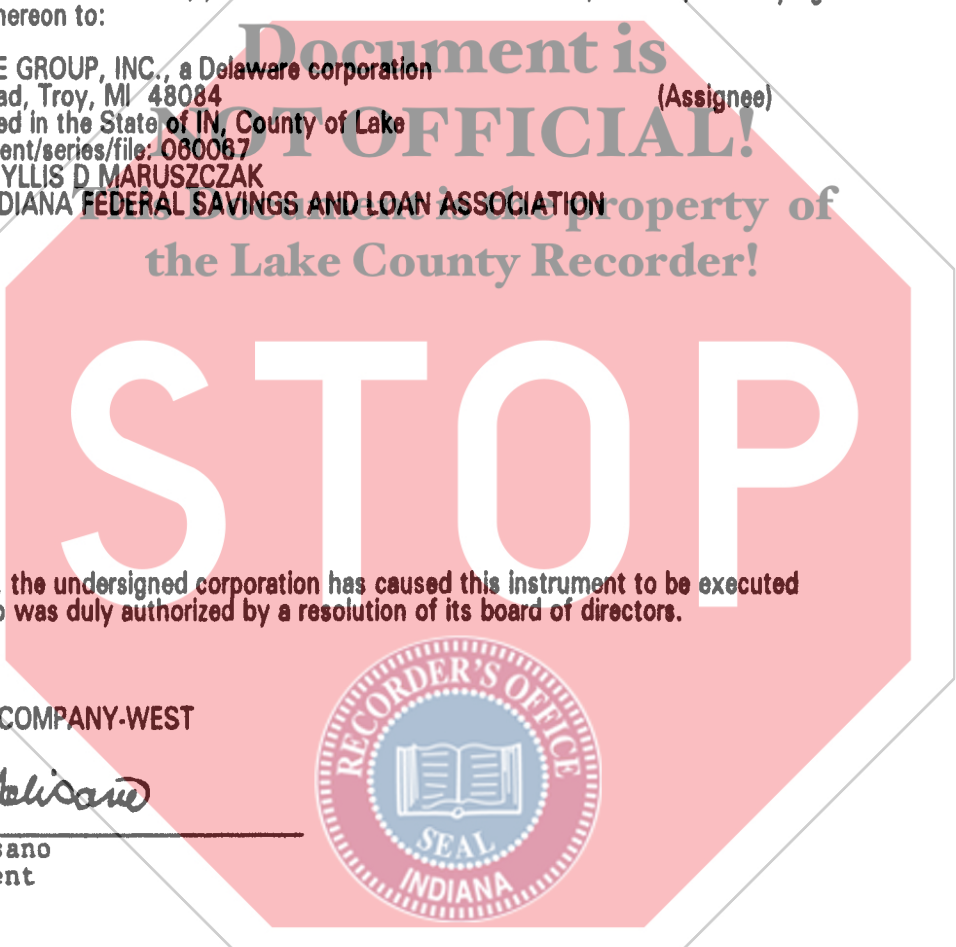 hereon to:
Document is
E GROUP, INC., a Delaware corporation
ad, Troy, MI 48084 (Assignee)
ed in the State of IN, County of Lake
NOT OFFICIAL!
ent/series/file: 060067
YLLIS D MARUSZCZAK
DIANA FEDERAL SAVINGS AND LOAN ASSOCIATION
This Document is the property of
the Lake County Recorder!
STOP
the undersigned corporation has caused this instrument to be executed
o was duly authorized by a resolution of its board of directors.
RECORDER'S OFFICE
COMPANY-WEST
SEAL
INDIANA
sano
ent